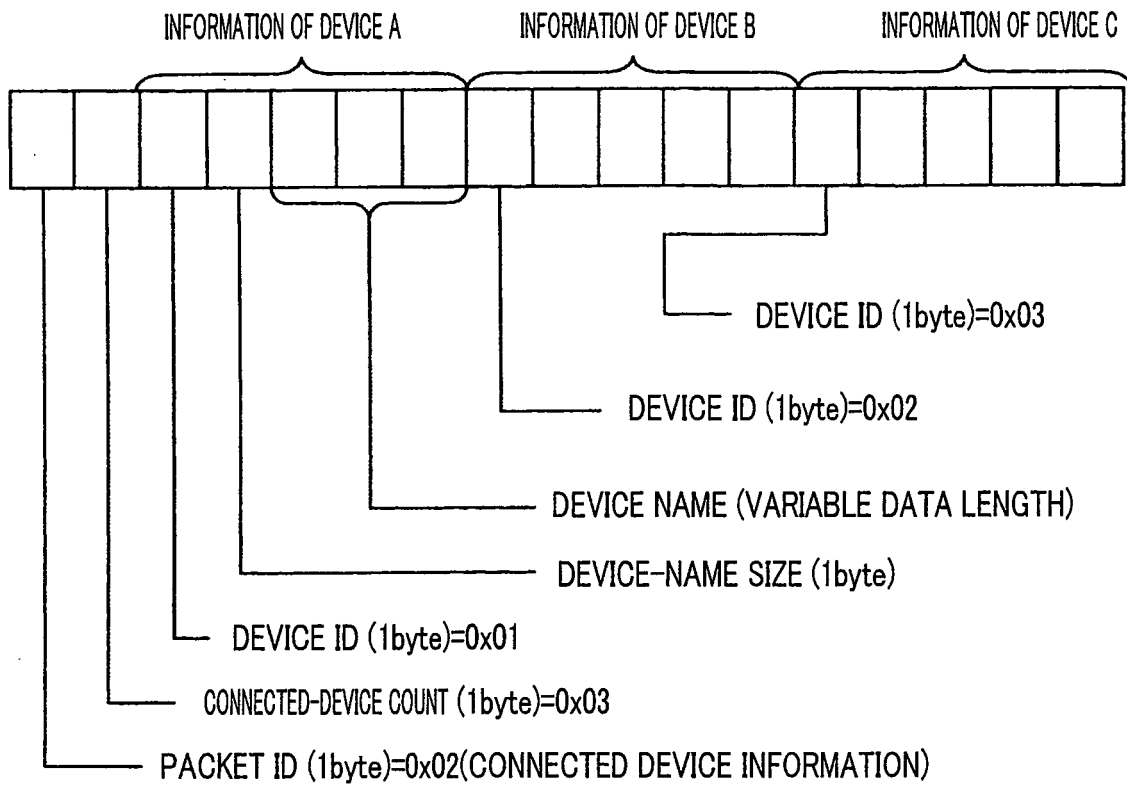 INFORMATION OF DEVICE A
INFORMATION OF DEVICE B
INFORMATION OF DEVICE C
DEVICE ID (1byte)=0x03
DEVICE ID (1byte)=0x02
DEVICE NAME (VARIABLE DATA LENGTH)
DEVICE-NAME SIZE (1byte)
DEVICE ID (1byte)=0x01
CONNECTED-DEVICE COUNT (1byte)=0x03
PACKET ID (1byte)=0x02(CONNECTED DEVICE INFORMATION)